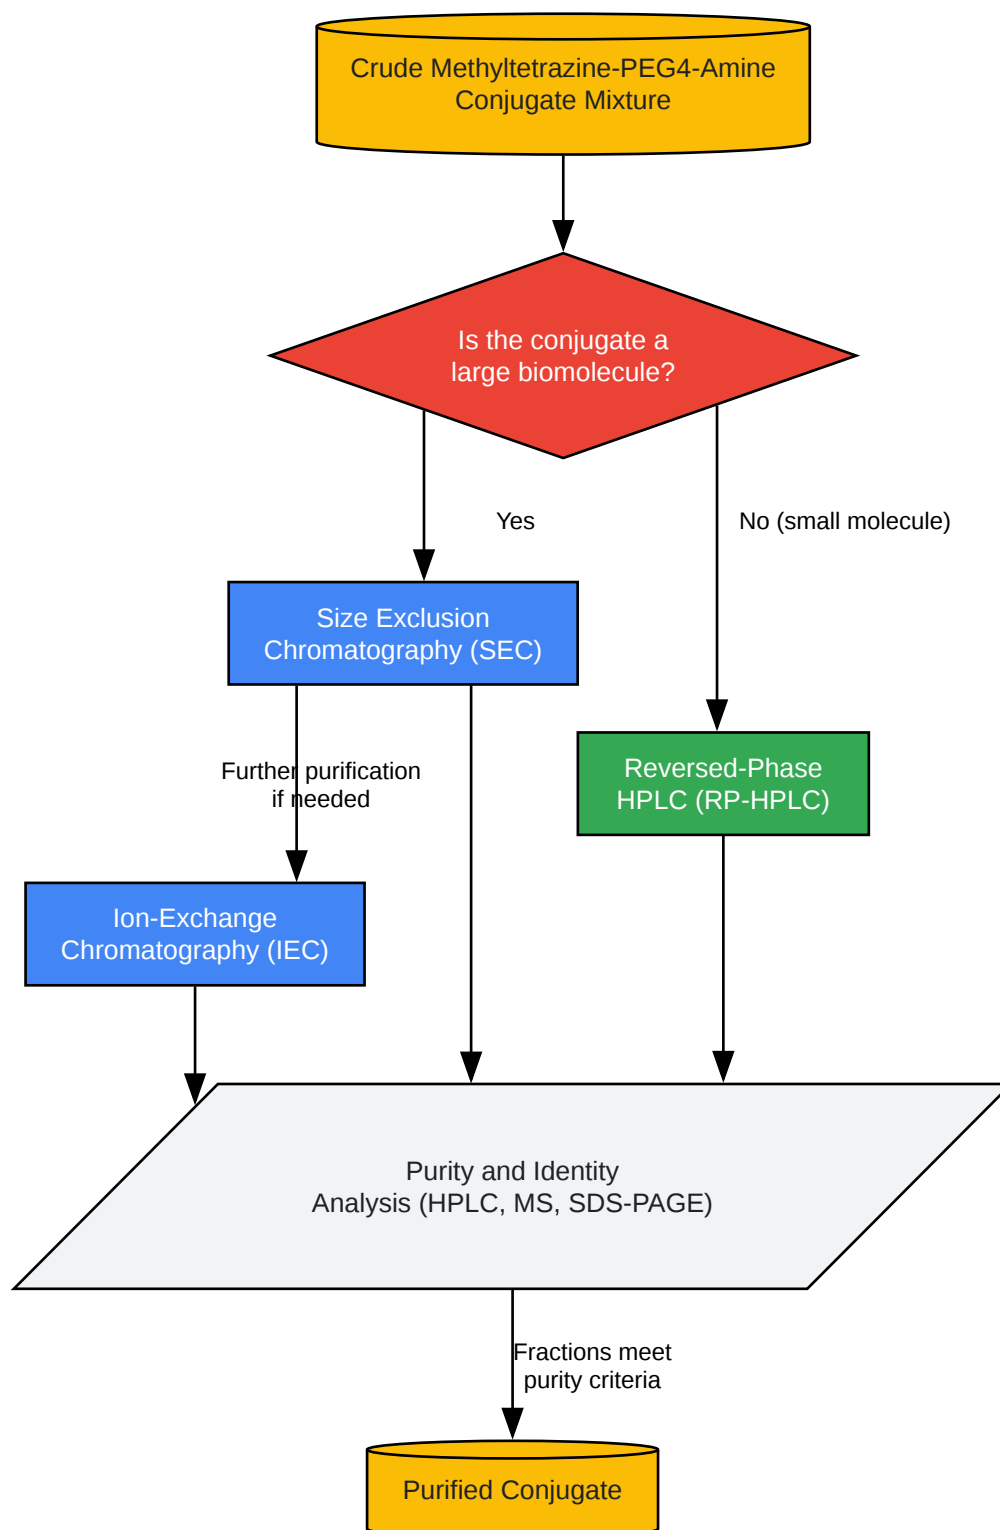 Crude Methyltetrazine-PEG4-Amine
Conjugate Mixture
Is the conjugate a
large biomolecule?
Yes
No (small molecule)
Size Exclusion
Chromatography (SEC)
Further purification
if needed
Reversed-Phase
HPLC (RP-HPLC)
Ion-Exchange
Chromatography (IEC)
Purity and Identity
Analysis (HPLC, MS, SDS-PAGE)
Fractions meet
purity criteria
Purified Conjugate